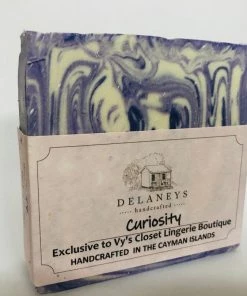 DELANEYS
handcrafted
Curiosity
Exclusive to Vy's Closet Lingerie Boutique
HANDCRAFTED IN THE CAYMAN ISLANDS